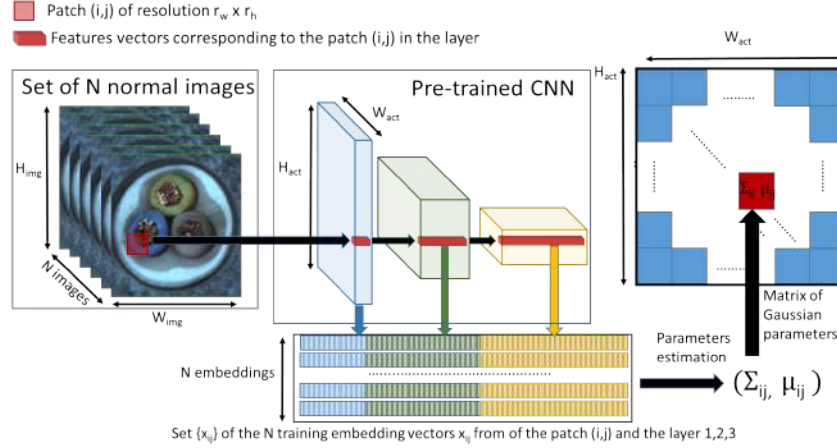 Patch (i,j) of resolution r_w x r_h
Features vectors corresponding to the patch (i,j) in the layer
Set of N normal images
H_img
N images
W_img
Pre-trained CNN
W_act
H_act
W_act
H_act
Σ_ij μ_ij
Matrix of
Gaussian
parameters
N embeddings
Parameters
estimation
(Σ_ij, μ_ij )
Set {x_ij} of the N training embedding vectors x_ij from of the patch (i,j) and the layer 1,2,3